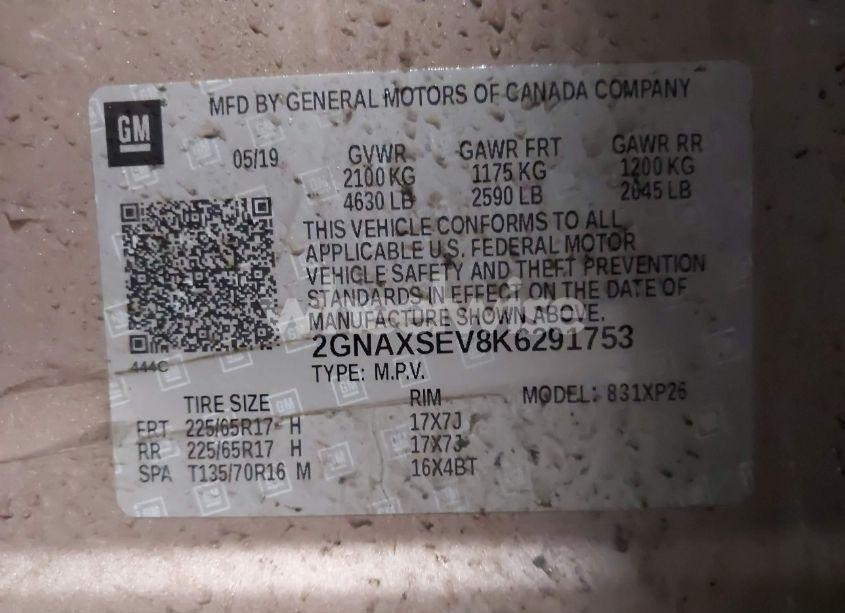 GM
MFD BY GENERAL MOTORS OF CANADA COMPANY
05/19 GVWR GAWR FRT GAWR RR
2100 KG 1175 KG 1200 KG
4630 LB 2590 LB 2645 LB
THIS VEHICLE CONFORMS TO ALL
APPLICABLE U.S. FEDERAL MOTOR
VEHICLE SAFETY AND THEFT PREVENTION
STANDARDS IN EFFECT ON THE DATE OF
MANUFACTURE SHOWN ABOVE.
2GNAXSEV8K6291753
444C
TYPE: M.P.V.
TIRE SIZE RIM MODEL: 831XP26
FRT 225/65R17 H 17X7J
RR 225/65R17 H 17X7J
SPA T135/70R16 M 16X4BT